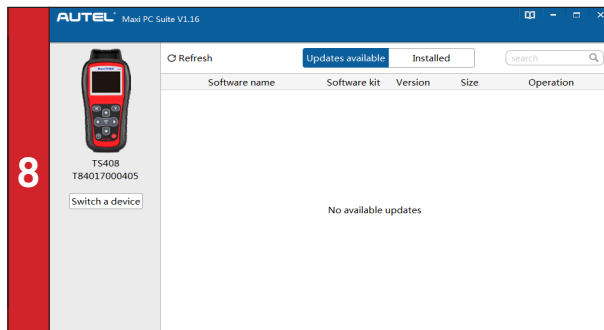 AUTEL Maxi PC Suite V1.16
Refresh Updates available Installed search
Software name Software kit Version Size Operation
8
TS408
T84017000405
Switch a device
No available updates